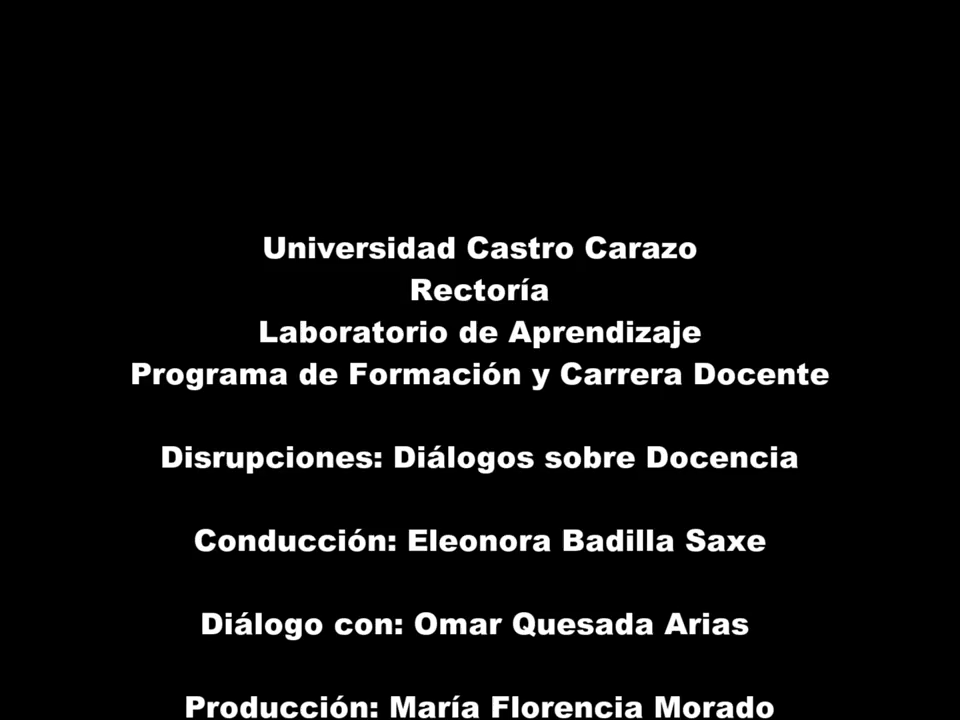 Universidad Castro Carazo
Rectoría
Laboratorio de Aprendizaje
Programa de Formación y Carrera Docente
Disrupciones: Diálogos sobre Docencia
Conducción: Eleonora Badilla Saxe
Diálogo con: Omar Quesada Arias
Producción: María Florencia Morado